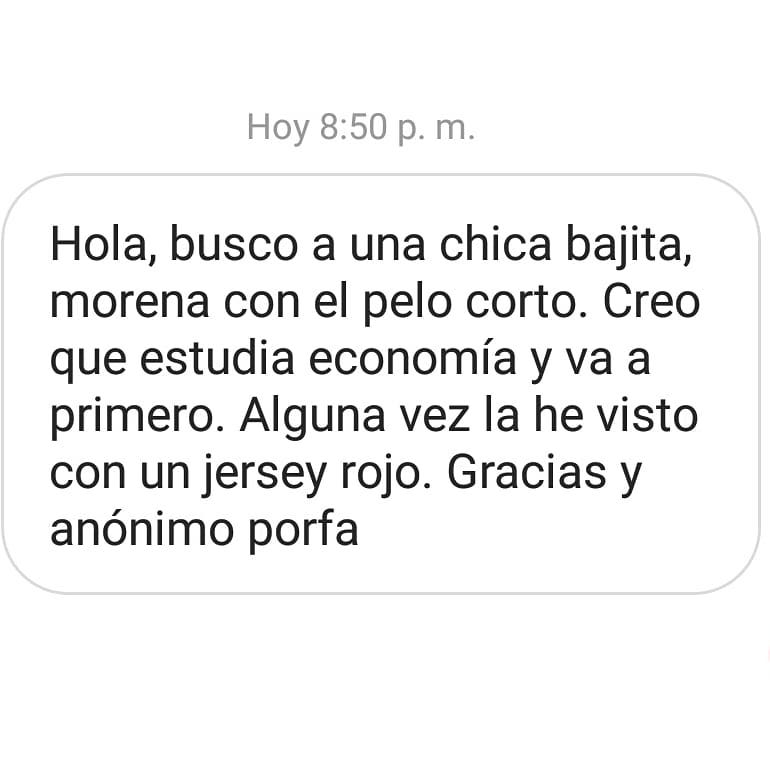 Hoy 8:50 p. m.
Hola, busco a una chica bajita,
morena con el pelo corto. Creo
que estudia economía y va a
primero. Alguna vez la he visto
con un jersey rojo. Gracias y
anónimo porfa